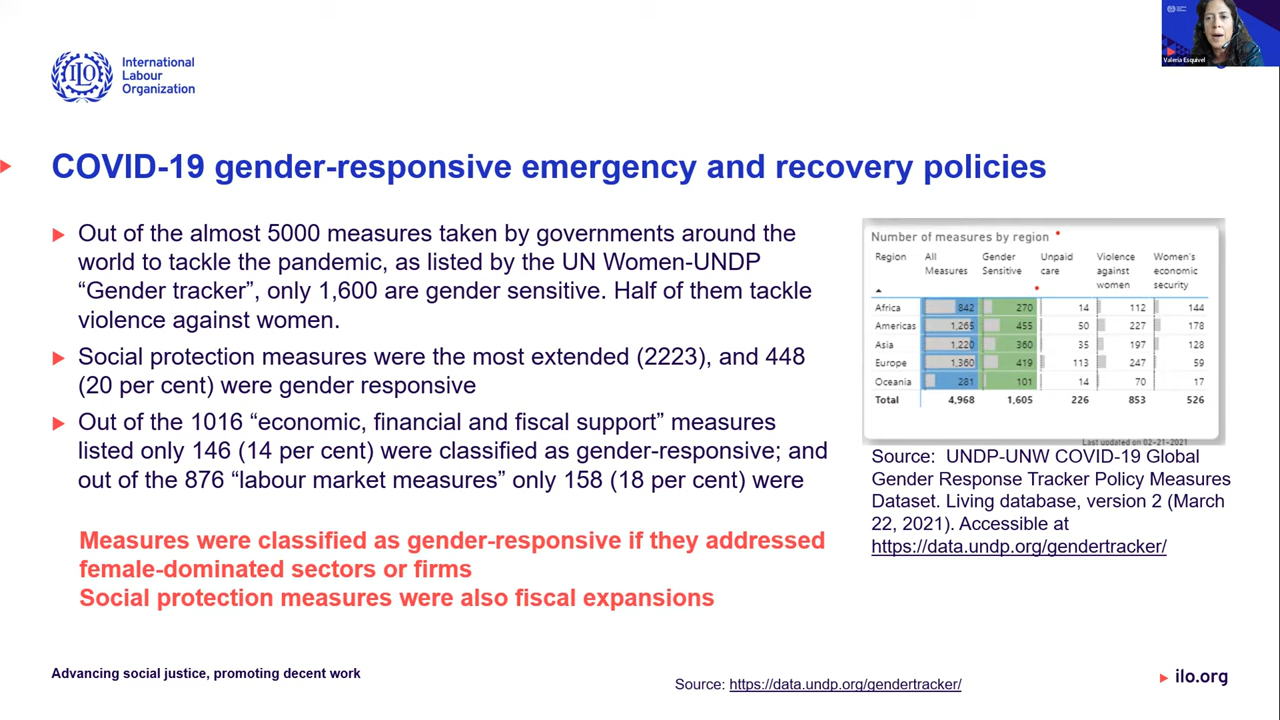 Valeria Esquivel
International
Labour
Organization
ILO
COVID-19 gender-responsive emergency and recovery policies
Out of the almost 5000 measures taken by governments around the
world to tackle the pandemic, as listed by the UN Women-UNDP
“Gender tracker”, only 1,600 are gender sensitive. Half of them tackle
violence against women.
Social protection measures were the most extended (2223), and 448
(20 per cent) were gender responsive
Out of the 1016 “economic, financial and fiscal support” measures
listed only 146 (14 per cent) were classified as gender-responsive; and
out of the 876 “labour market measures” only 158 (18 per cent) were
Measures were classified as gender-responsive if they addressed
female-dominated sectors or firms
Social protection measures were also fiscal expansions
Number of measures by region
Region All Measures Gender Sensitive Unpaid care Violence against women Women's economic security
Africa 842 270 14 112 144
Americas 1,265 455 50 227 178
Asia 1,220 360 35 197 128
Europe 1,360 419 113 247 59
Oceania 281 101 14 70 17
Total 4,968 1,605 226 853 526
Last updated on 02-21-2021
Source: UNDP-UNW COVID-19 Global
Gender Response Tracker Policy Measures
Dataset. Living database, version 2 (March
22, 2021). Accessible at
https://data.undp.org/gendertracker/
Advancing social justice, promoting decent work
Source: https://data.undp.org/gendertracker/
ilo.org